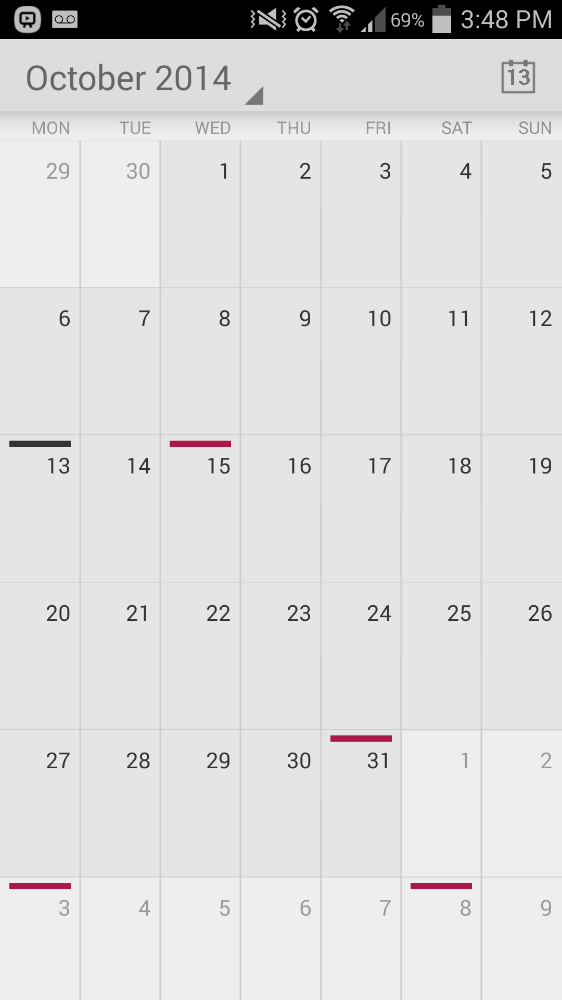 69% 3:48 PM
October 2014 13
MON TUE WED THU FRI SAT SUN
29 30 1 2 3 4 5
6 7 8 9 10 11 12
13 14 15 16 17 18 19
20 21 22 23 24 25 26
27 28 29 30 31 1 2
3 4 5 6 7 8 9